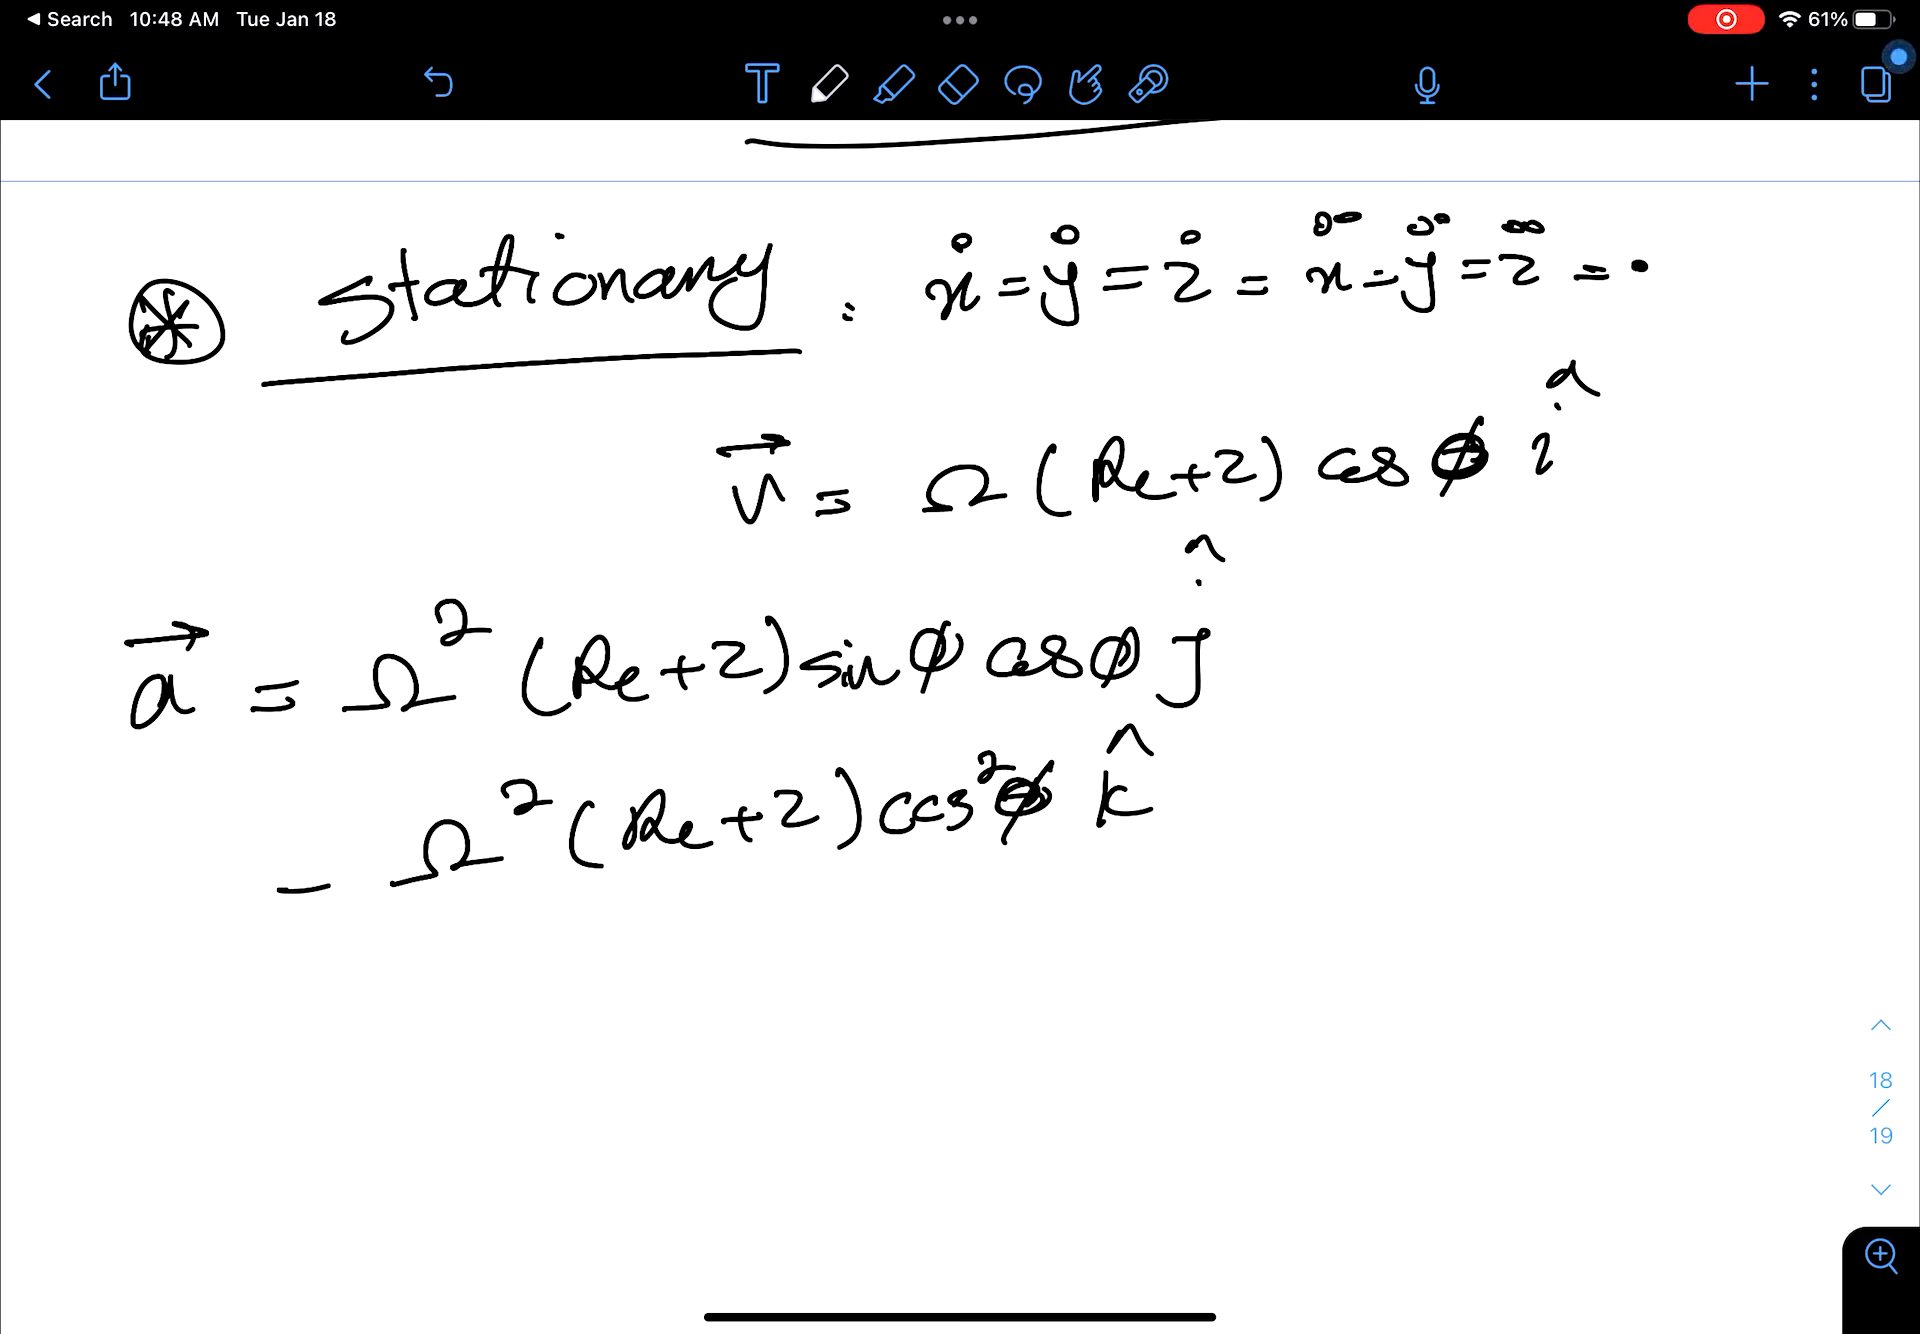 ◀ Search 10:48 AM Tue Jan 18
61%
T
stationary : ẋ = ẏ = ż = ẍ = ÿ = z̈ = 0
v⃗ = Ω (Re+z) cos ϕ î
a⃗ = Ω² (Re+z) sin ϕ cos ϕ ĵ
− Ω² (Re+z) cos² ϕ k̂
18
/
19